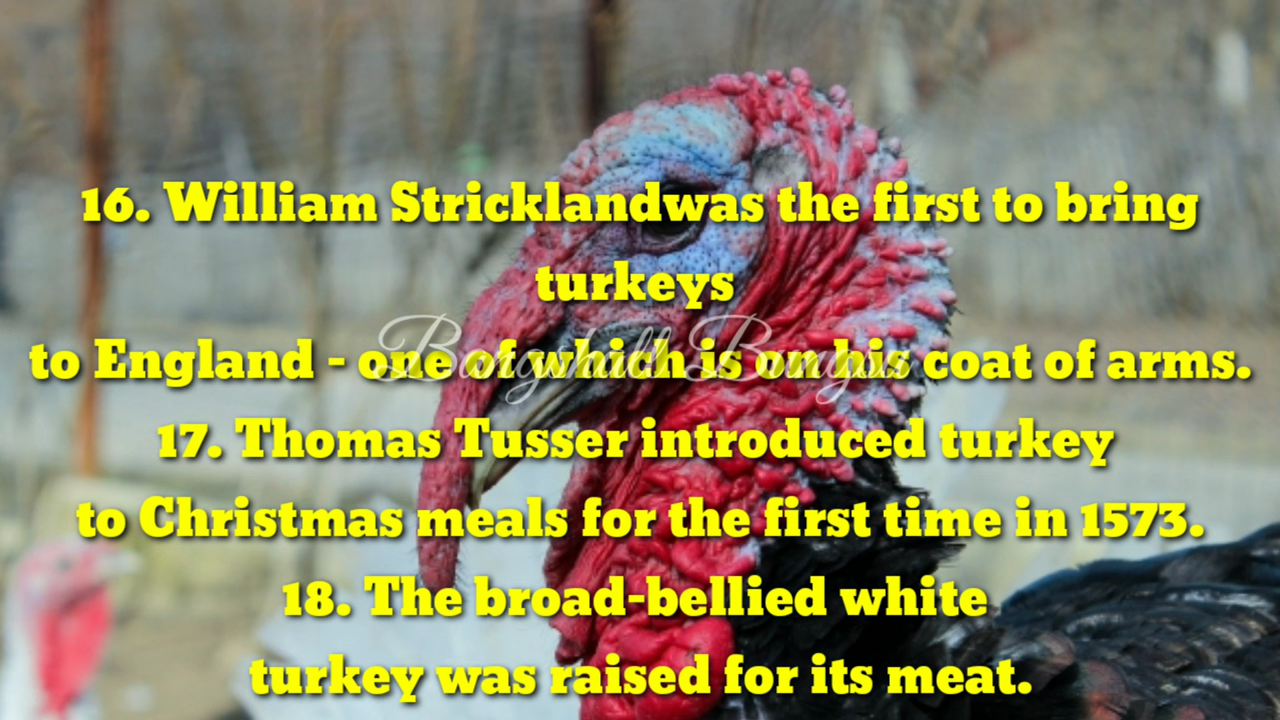 16. William Stricklandwas the first to bring
turkeys
to England - one of which is on his coat of arms.
17. Thomas Tusser introduced turkey
to Christmas meals for the first time in 1573.
18. The broad-bellied white
turkey was raised for its meat.